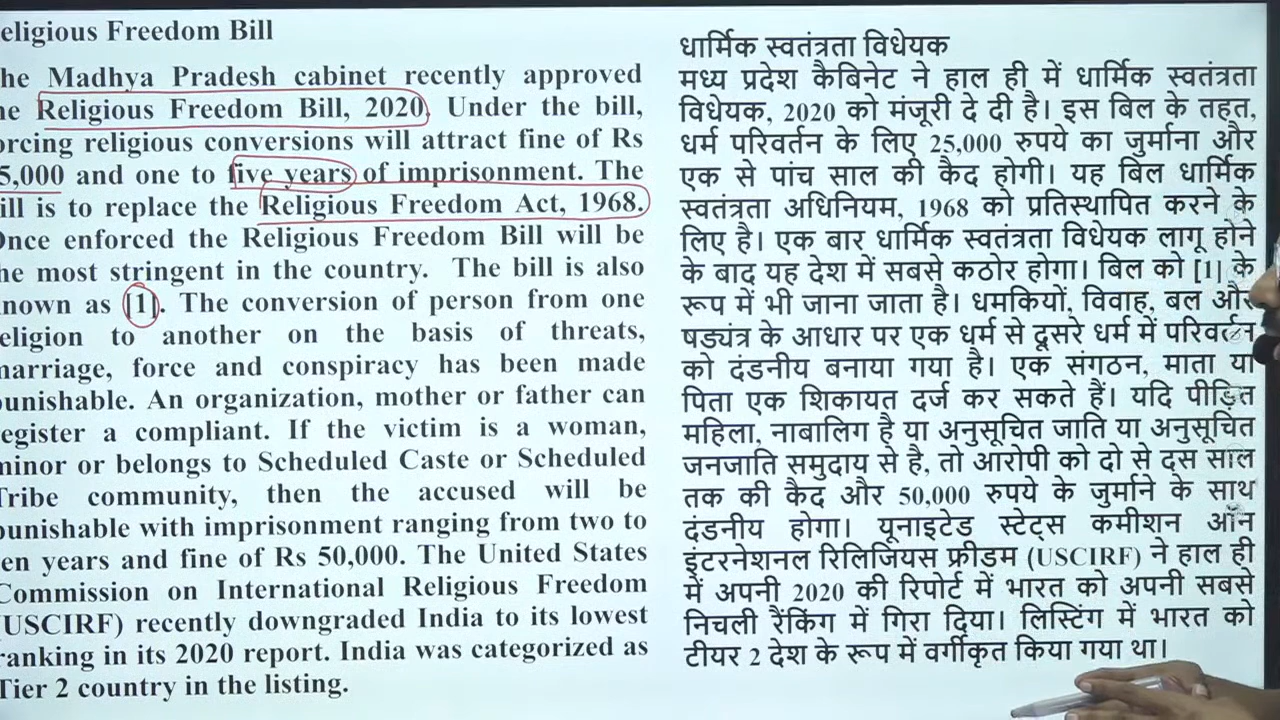 eligious Freedom Bill
he Madhya Pradesh cabinet recently approved
he Religious Freedom Bill, 2020. Under the bill,
orcing religious conversions will attract fine of Rs
5,000 and one to five years of imprisonment. The
ill is to replace the Religious Freedom Act, 1968.
Once enforced the Religious Freedom Bill will be
he most stringent in the country. The bill is also
nown as [1]. The conversion of person from one
eligion to another on the basis of threats,
marriage, force and conspiracy has been made
punishable. An organization, mother or father can
egister a compliant. If the victim is a woman,
minor or belongs to Scheduled Caste or Scheduled
Tribe community, then the accused will be
punishable with imprisonment ranging from two to
en years and fine of Rs 50,000. The United States
Commission on International Religious Freedom
(USCIRF) recently downgraded India to its lowest
ranking in its 2020 report. India was categorized as
Tier 2 country in the listing.
धार्मिक स्वतंत्रता विधेयक
मध्य प्रदेश कैबिनेट ने हाल ही में धार्मिक स्वतंत्रता
विधेयक, 2020 को मंजूरी दे दी है। इस बिल के तहत,
धर्म परिवर्तन के लिए 25,000 रुपये का जुर्माना और
एक से पांच साल की कैद होगी। यह बिल धार्मिक
स्वतंत्रता अधिनियम, 1968 को प्रतिस्थापित करने के
लिए है। एक बार धार्मिक स्वतंत्रता विधेयक लागू होने
के बाद यह देश में सबसे कठोर होगा। बिल को [1] के
रूप में भी जाना जाता है। धमकियों, विवाह, बल और
षड्यंत्र के आधार पर एक धर्म से दूसरे धर्म में परिवर्तन
को दंडनीय बनाया गया है। एक संगठन, माता या
पिता एक शिकायत दर्ज कर सकते हैं। यदि पीड़ित
महिला, नाबालिग है या अनुसूचित जाति या अनुसूचित
जनजाति समुदाय से है, तो आरोपी को दो से दस साल
तक की कैद और 50,000 रुपये के जुर्माने के साथ
दंडनीय होगा। यूनाइटेड स्टेट्स कमीशन ऑन
इंटरनेशनल रिलिजियस फ्रीडम (USCIRF) ने हाल ही
में अपनी 2020 की रिपोर्ट में भारत को अपनी सबसे
निचली रैंकिंग में गिरा दिया। लिस्टिंग में भारत को
टीयर 2 देश के रूप में वर्गीकृत किया गया था।